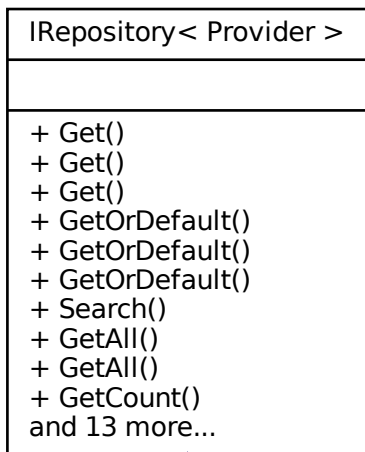 IRepository< Provider >
+ Get()
+ Get()
+ Get()
+ GetOrDefault()
+ GetOrDefault()
+ GetOrDefault()
+ Search()
+ GetAll()
+ GetAll()
+ GetCount()
and 13 more...